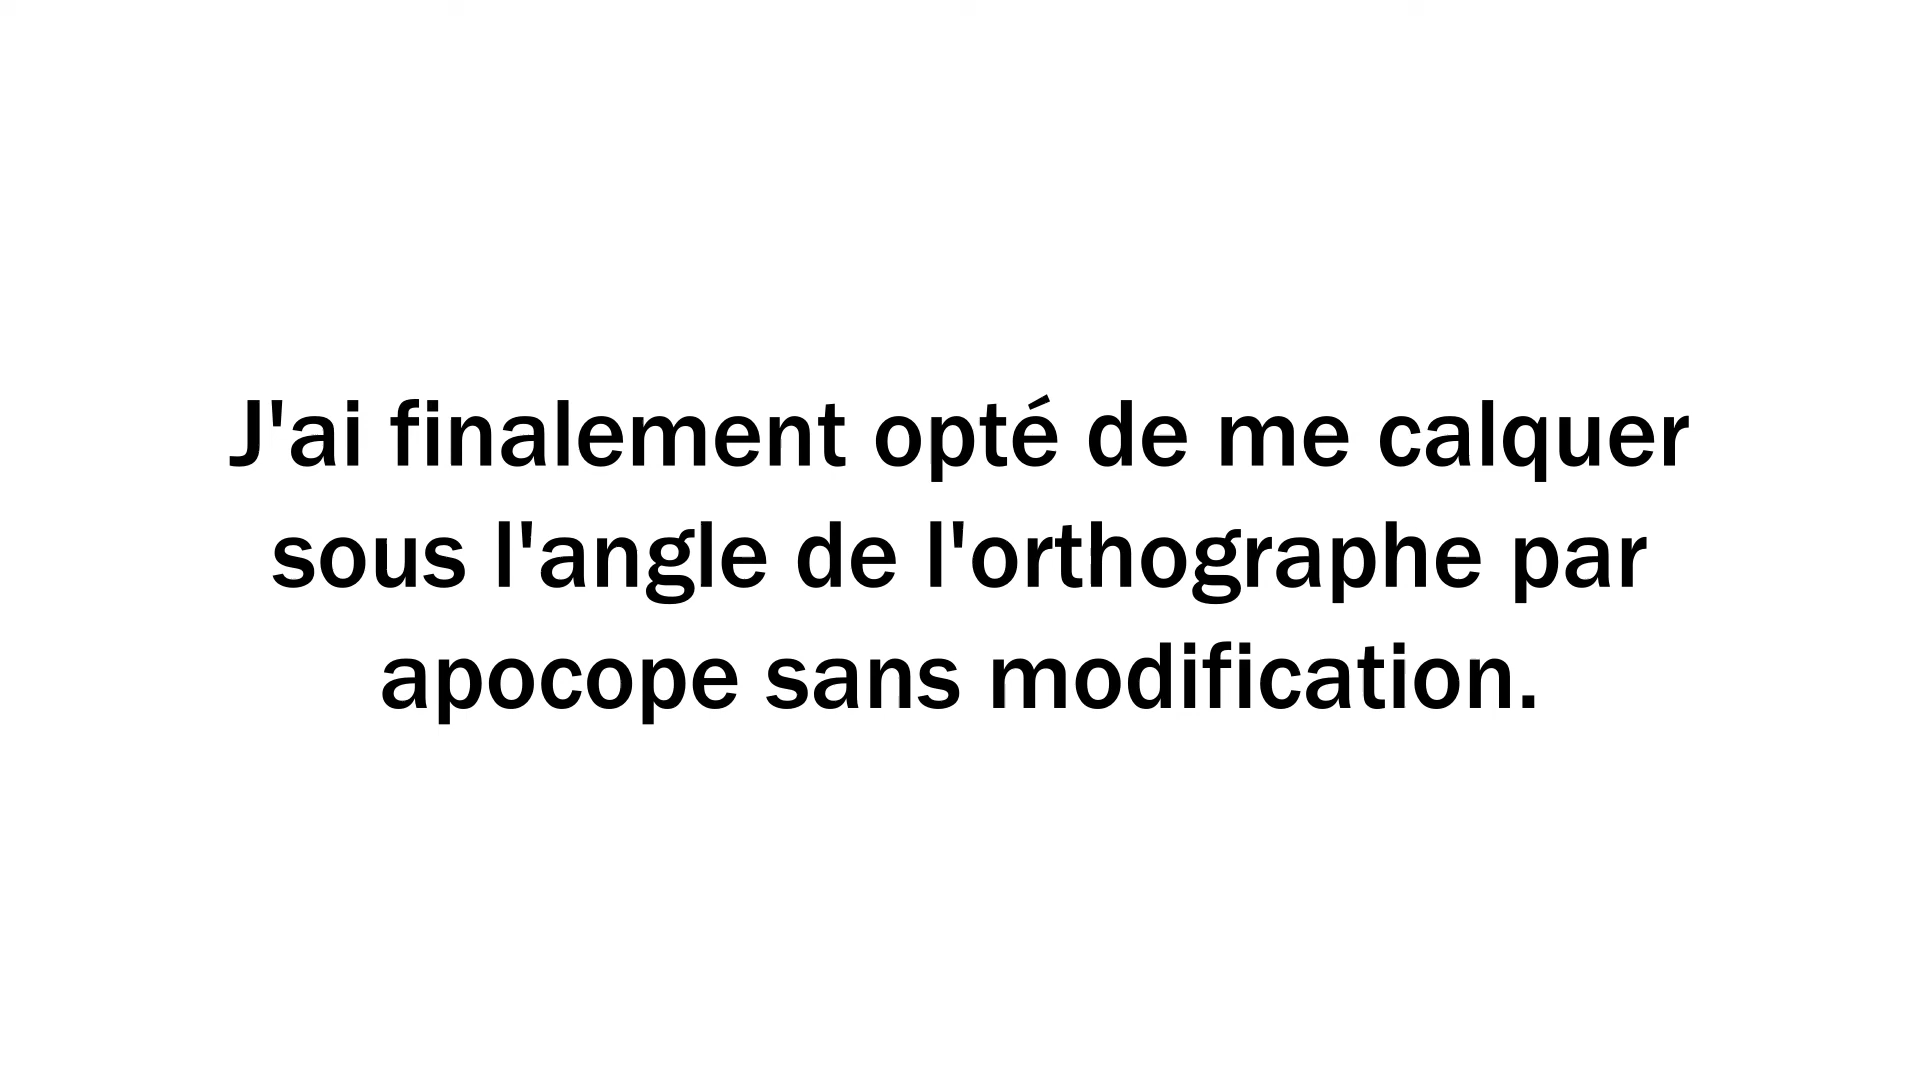 J'ai finalement opté de me calquer
sous l'angle de l'orthographe par
apocope sans modification.